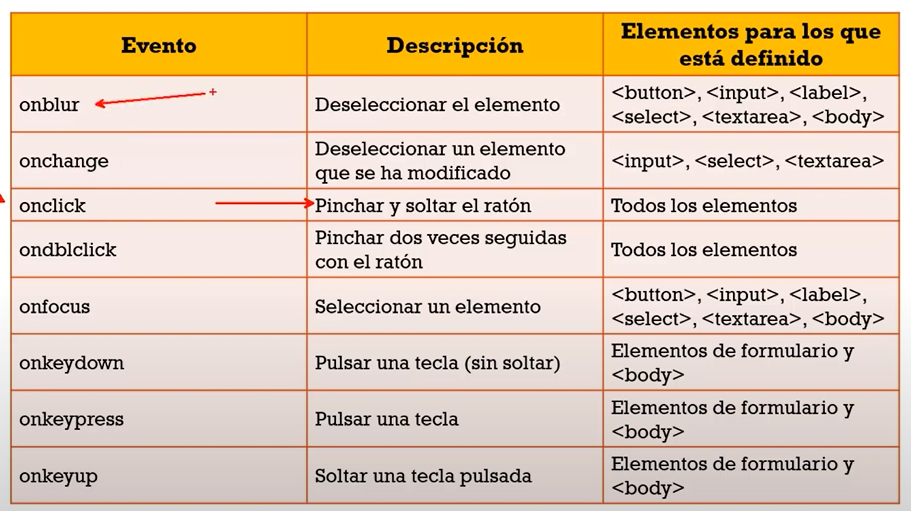 Evento
Descripción
Elementos para los que
está definido
onblur
Deseleccionar el elemento
<button>, <input>, <label>,
<select>, <textarea>, <body>
onchange
Deseleccionar un elemento
que se ha modificado
<input>, <select>, <textarea>
onclick
Pinchar y soltar el ratón
Todos los elementos
ondblclick
Pinchar dos veces seguidas
con el ratón
Todos los elementos
onfocus
Seleccionar un elemento
<button>, <input>, <label>,
<select>, <textarea>, <body>
onkeydown
Pulsar una tecla (sin soltar)
Elementos de formulario y
<body>
onkeypress
Pulsar una tecla
Elementos de formulario y
<body>
onkeyup
Soltar una tecla pulsada
Elementos de formulario y
<body>